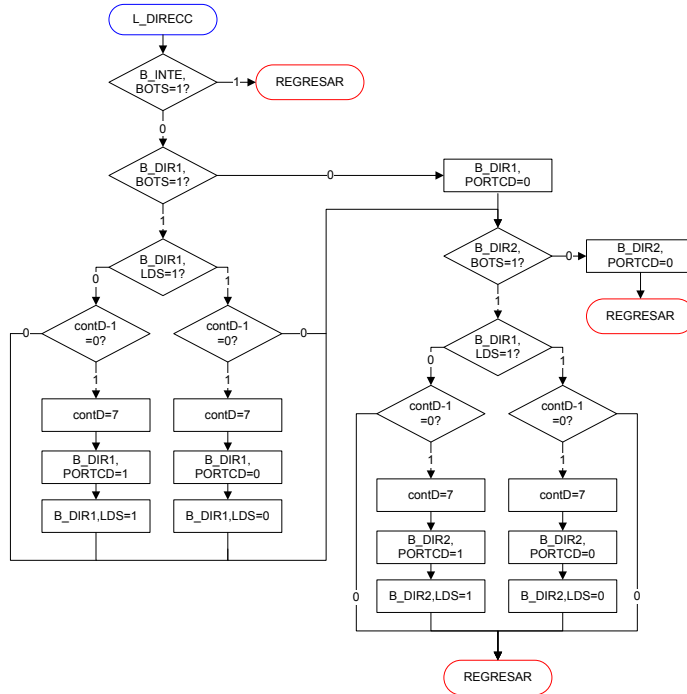 L_DIRECC
B_INTE,
BOTS=1?
1
REGRESAR
0
B_DIR1,
BOTS=1?
0
B_DIR1,
PORTCD=0
1
B_DIR1,
LDS=1?
0
1
B_DIR2,
BOTS=1?
0
B_DIR2,
PORTCD=0
REGRESAR
1
0
contD-1
=0?
contD-1
=0?
0
B_DIR1,
LDS=1?
0
1
1
1
contD=7
contD=7
contD-1
=0?
contD-1
=0?
B_DIR1,
PORTCD=1
B_DIR1,
PORTCD=0
1
1
B_DIR1,LDS=1
B_DIR1,LDS=0
contD=7
contD=7
B_DIR2,
PORTCD=1
B_DIR2,
PORTCD=0
0
B_DIR2,LDS=1
B_DIR2,LDS=0
0
REGRESAR